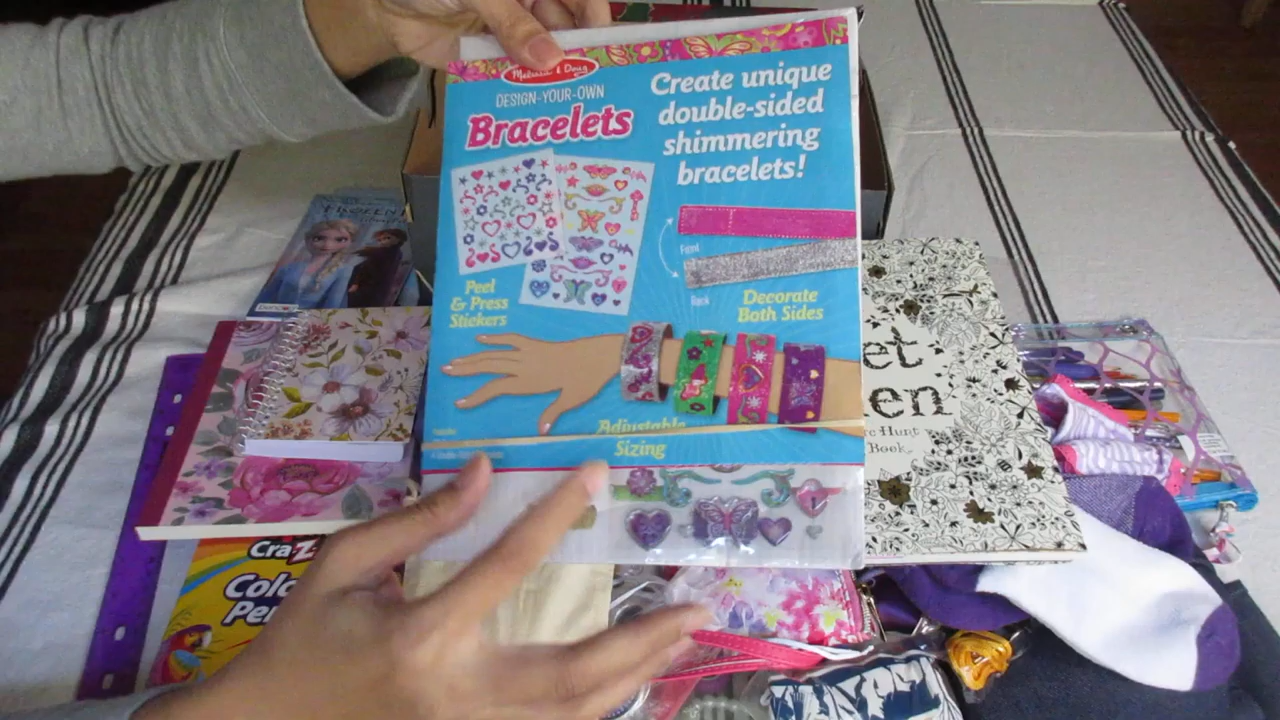 Melissa & Doug
DESIGN-YOUR-OWN
Bracelets
Create unique
double-sided
shimmering
bracelets!
Front
Back
Peel
& Press
Stickers
Decorate
Both Sides
Adjustable
Sizing
FROZEN
et
en
Hunt
Book
Cra-Z
Colo
Pen